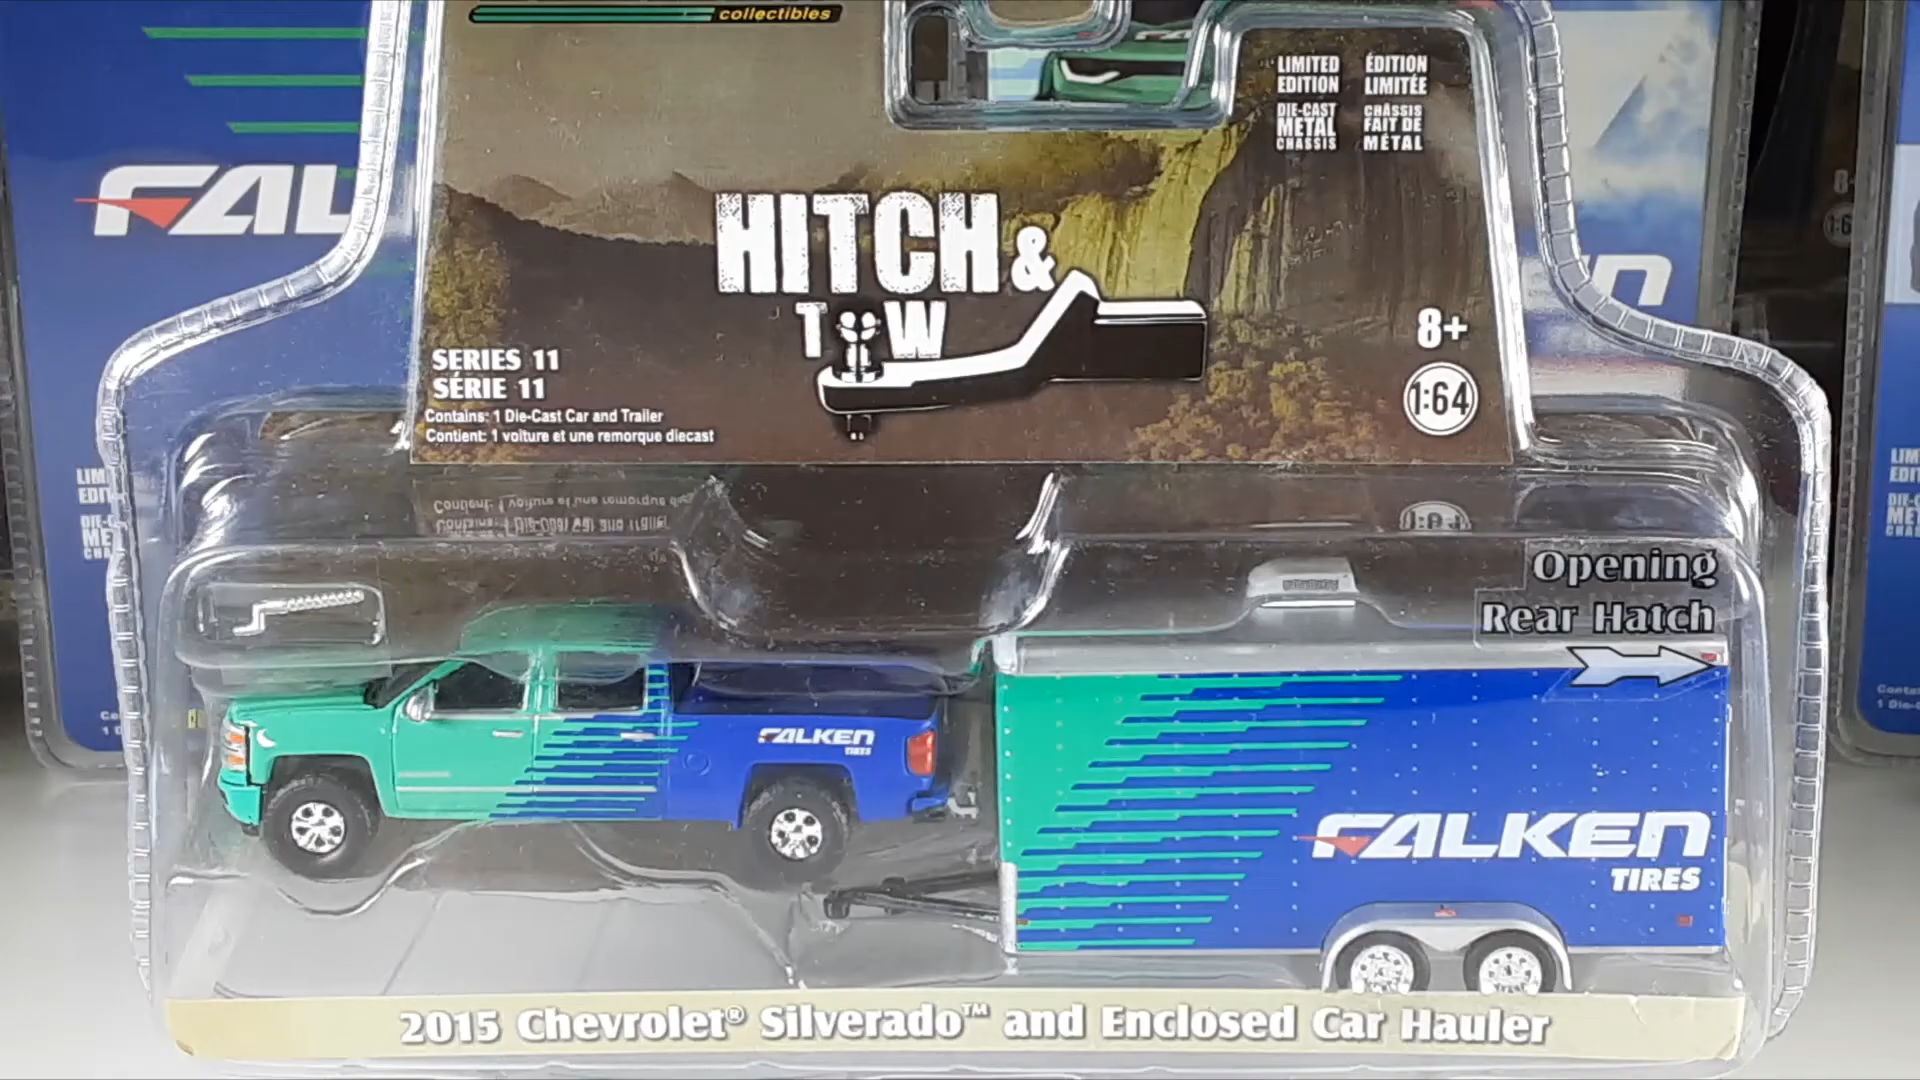 collectibles
LIMITED EDITION
DIE-CAST
METAL
CHASSIS
ÉDITION LIMITÉE
CHÂSSIS
FAIT DE
MÉTAL
FAL
HITCH &
TOW
8+
1:64
SERIES 11
SÉRIE 11
Contains: 1 Die-Cast Car and Trailer
Contient: 1 voiture et une remorque diecast
Opening
Rear Hatch
FALKEN
TIRES
FALKEN
TIRES
2015 Chevrolet® Silverado™ and Enclosed Car Hauler